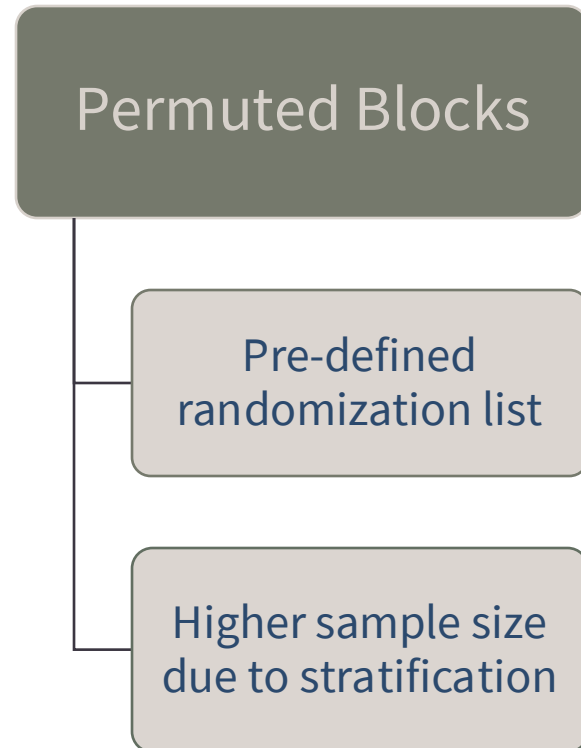 Permuted Blocks
Pre-defined
randomization list
Higher sample size
due to stratification